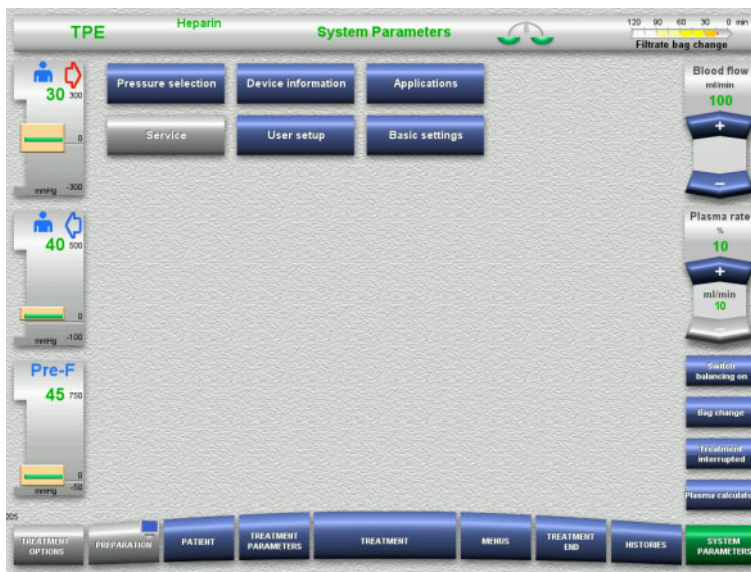 TPE
Heparin
System Parameters
120 90 60 30 0 min
Filtrate bag change
30 300
0
mmHg -300
40 500
0
mmHg -100
Pre-F
45 750
0
mmHg -50
205
Pressure selection
Device information
Applications
Service
User setup
Basic settings
Blood flow
ml/min
100
+
−
Plasma rate
%
10
+
ml/min
10
−
Switch
balancing on
Bag change
Treatment
interrupted
Plasma calculato
TREATMENT
OPTIONS
PREPARATION
PATIENT
TREATMENT
PARAMETERS
TREATMENT
MENUS
TREATMENT
END
HISTORIES
SYSTEM
PARAMETERS